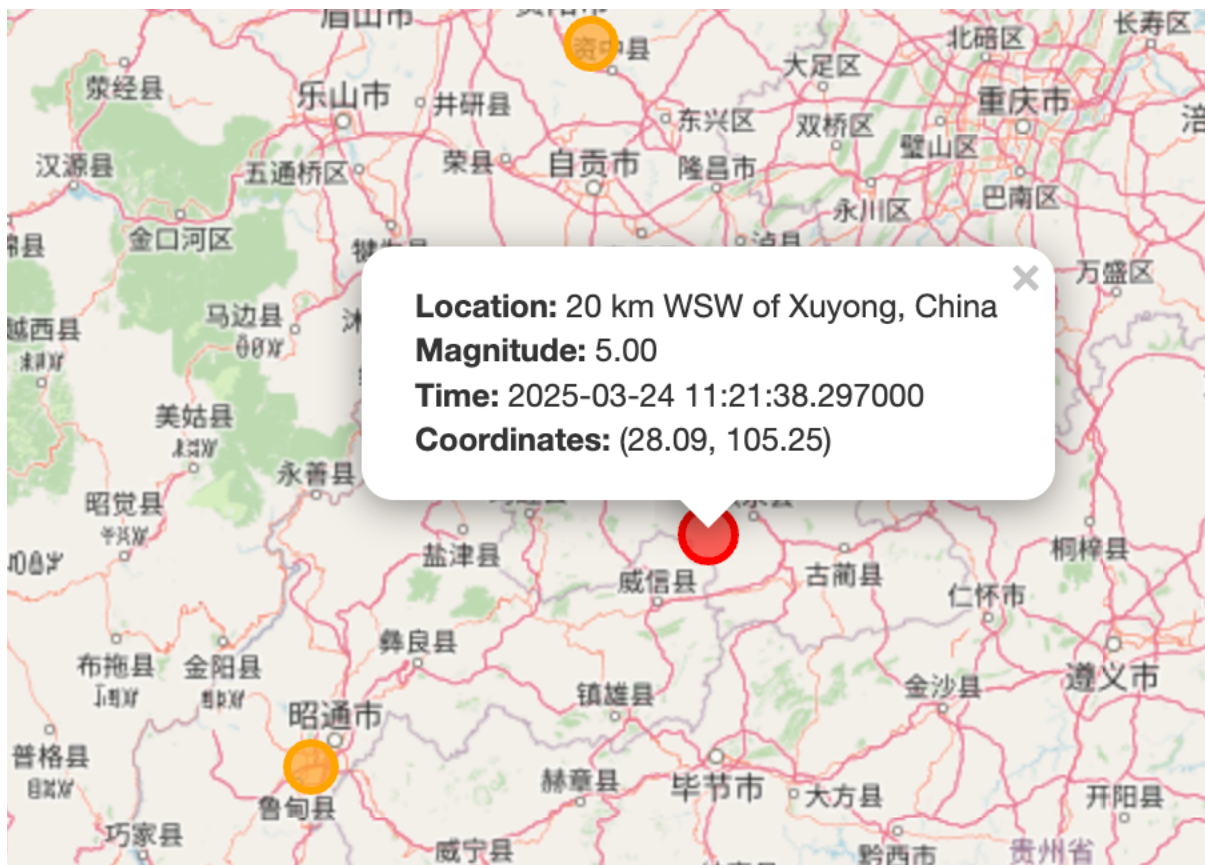 眉山市
长寿区
资中县
北碚区
荥经县
大足区
乐山市
井研县
重庆市
东兴区
双桥区
涪
汉源县
五通桥区
荣县
自贡市
隆昌市
璧山区
永川区
巴南区
金口河区
泸县
万盛区
Location: 20 km WSW of Xuyong, China
Magnitude: 5.00
Time: 2025-03-24 11:21:38.297000
Coordinates: (28.09, 105.25)
×
马边县
越西县
美姑县
永善县
昭觉县
盐津县
桐梓县
威信县
古蔺县
仁怀市
彝良县
布拖县
金阳县
镇雄县
金沙县
遵义市
昭通市
普格县
赫章县
毕节市
大方县
开阳县
鲁甸县
巧家县
威宁县
黔西市
贵州省